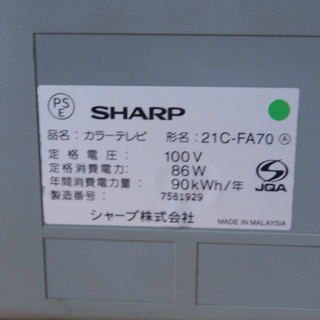 PS
E
SHARP
品名: カラーテレビ 形名: 21C-FA70 Ⓐ
定格電圧: 100V
定格消費電力: 86W
年間消費電力量: 90kWh/年
製造番号: 7581929
JQA
シャープ株式会社
MADE IN MALAYSIA